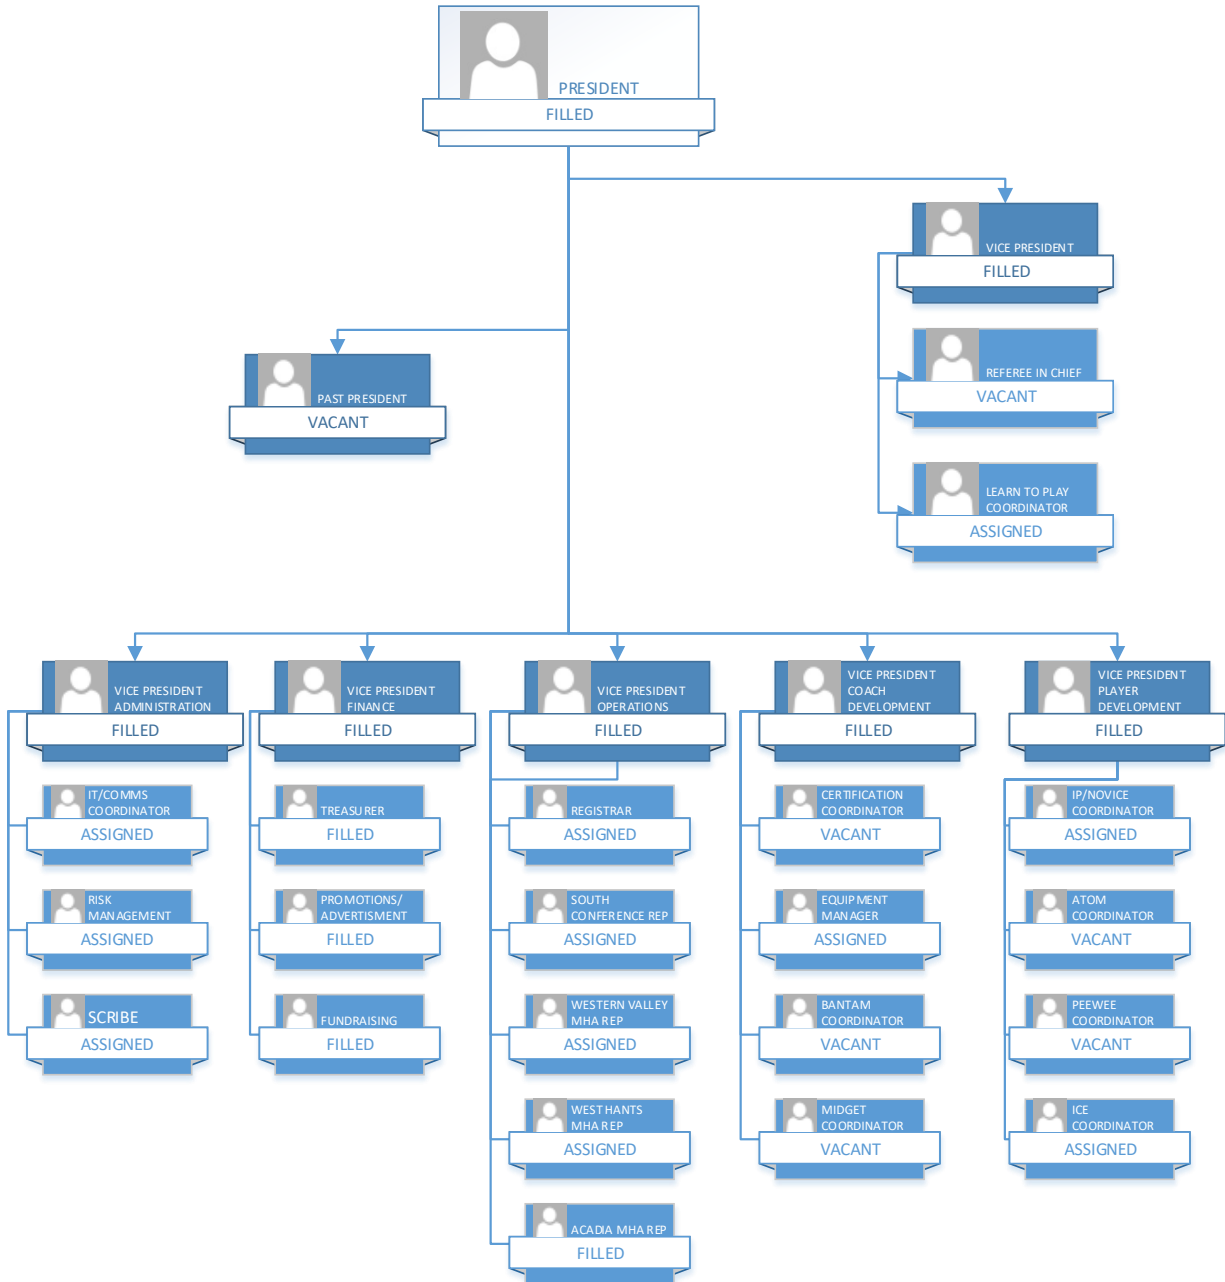 PRESIDENT
FILLED
VICE PRESIDENT
FILLED
REFEREE IN CHIEF
VACANT
PAST PRESIDENT
VACANT
LEARN TO PLAY
COORDINATOR
ASSIGNED
VICE PRESIDENT
ADMINISTRATION
FILLED
VICE PRESIDENT
FINANCE
FILLED
VICE PRESIDENT
OPERATIONS
FILLED
VICE PRESIDENT
COACH
DEVELOPMENT
FILLED
VICE PRESIDENT
PLAYER
DEVELOPMENT
FILLED
IT/COMMS
COORDINATOR
ASSIGNED
TREASURER
FILLED
REGISTRAR
ASSIGNED
CERTIFICATION
COORDINATOR
VACANT
IP/NOVICE
COORDINATOR
ASSIGNED
RISK
MANAGEMENT
ASSIGNED
PROMOTIONS/
ADVERTISMENT
FILLED
SOUTH
CONFERENCE REP
ASSIGNED
EQUIPMENT
MANAGER
ASSIGNED
ATOM
COORDINATOR
VACANT
SCRIBE
ASSIGNED
FUNDRAISING
FILLED
WESTERN VALLEY
MHA REP
ASSIGNED
BANTAM
COORDINATOR
VACANT
PEEWEE
COORDINATOR
VACANT
WEST HANTS
MHA REP
ASSIGNED
MIDGET
COORDINATOR
VACANT
ICE
COORDINATOR
ASSIGNED
ACADIA MHA REP
FILLED